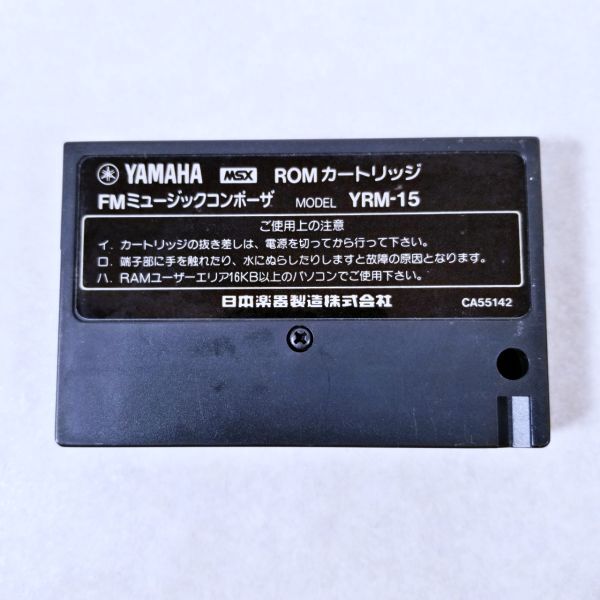 YAMAHA MSX ROMカートリッジ
FMミュージックコンポーザ MODEL YRM-15
ご使用上の注意
イ. カートリッジの抜き差しは、電源を切ってから行って下さい。
ロ. 端子部に手を触れたり、水にぬらしたりしますと故障の原因となります。
ハ. RAMユーザーエリア16KB以上のパソコンでご使用下さい。
日本楽器製造株式会社 CA55142